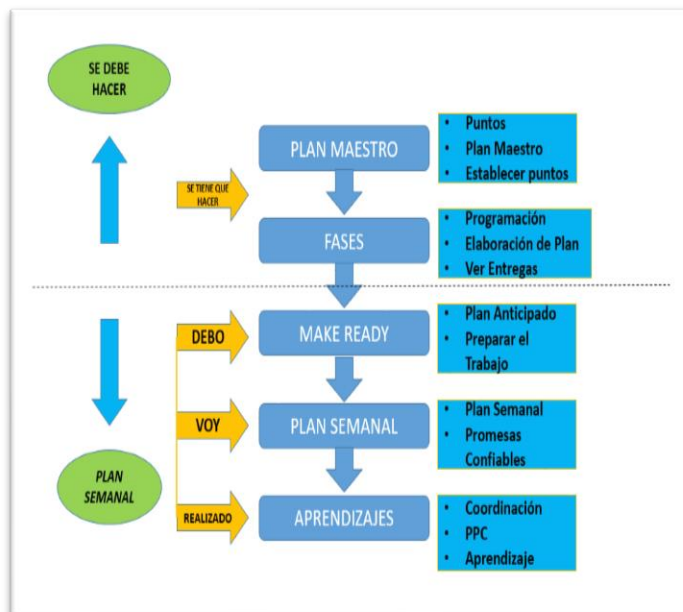 SE DEBE
HACER
PLAN MAESTRO
• Puntos
• Plan Maestro
• Establecer puntos
SE TIENE QUE
HACER
FASES
• Programación
• Elaboración de Plan
• Ver Entregas
DEBO
MAKE READY
• Plan Anticipado
• Preparar el
Trabajo
VOY
PLAN SEMANAL
• Plan Semanal
• Promesas
Confiables
PLAN
SEMANAL
REALIZADO
APRENDIZAJES
• Coordinación
• PPC
• Aprendizaje